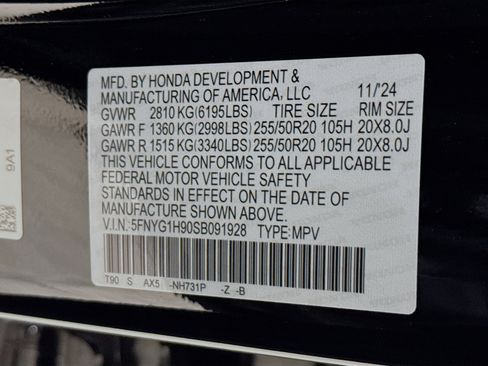 MFD. BY HONDA DEVELOPMENT &
MANUFACTURING OF AMERICA, LLC 11/'24
GVWR 2810 KG(6195LBS) TIRE SIZE RIM SIZE
GAWR F 1360 KG(2998LBS) 255/50R20 105H 20X8.0J
GAWR R 1515 KG(3340LBS) 255/50R20 105H 20X8.0J
THIS VEHICLE CONFORMS TO ALL APPLICABLE
FEDERAL MOTOR VEHICLE SAFETY
STANDARDS IN EFFECT ON THE DATE OF
MANUFACTURE SHOWN ABOVE.
V.I.N. 5FNYG1H90SB091928 TYPE: MPV
T90 S AX5 -NH731P -Z -B
9A1